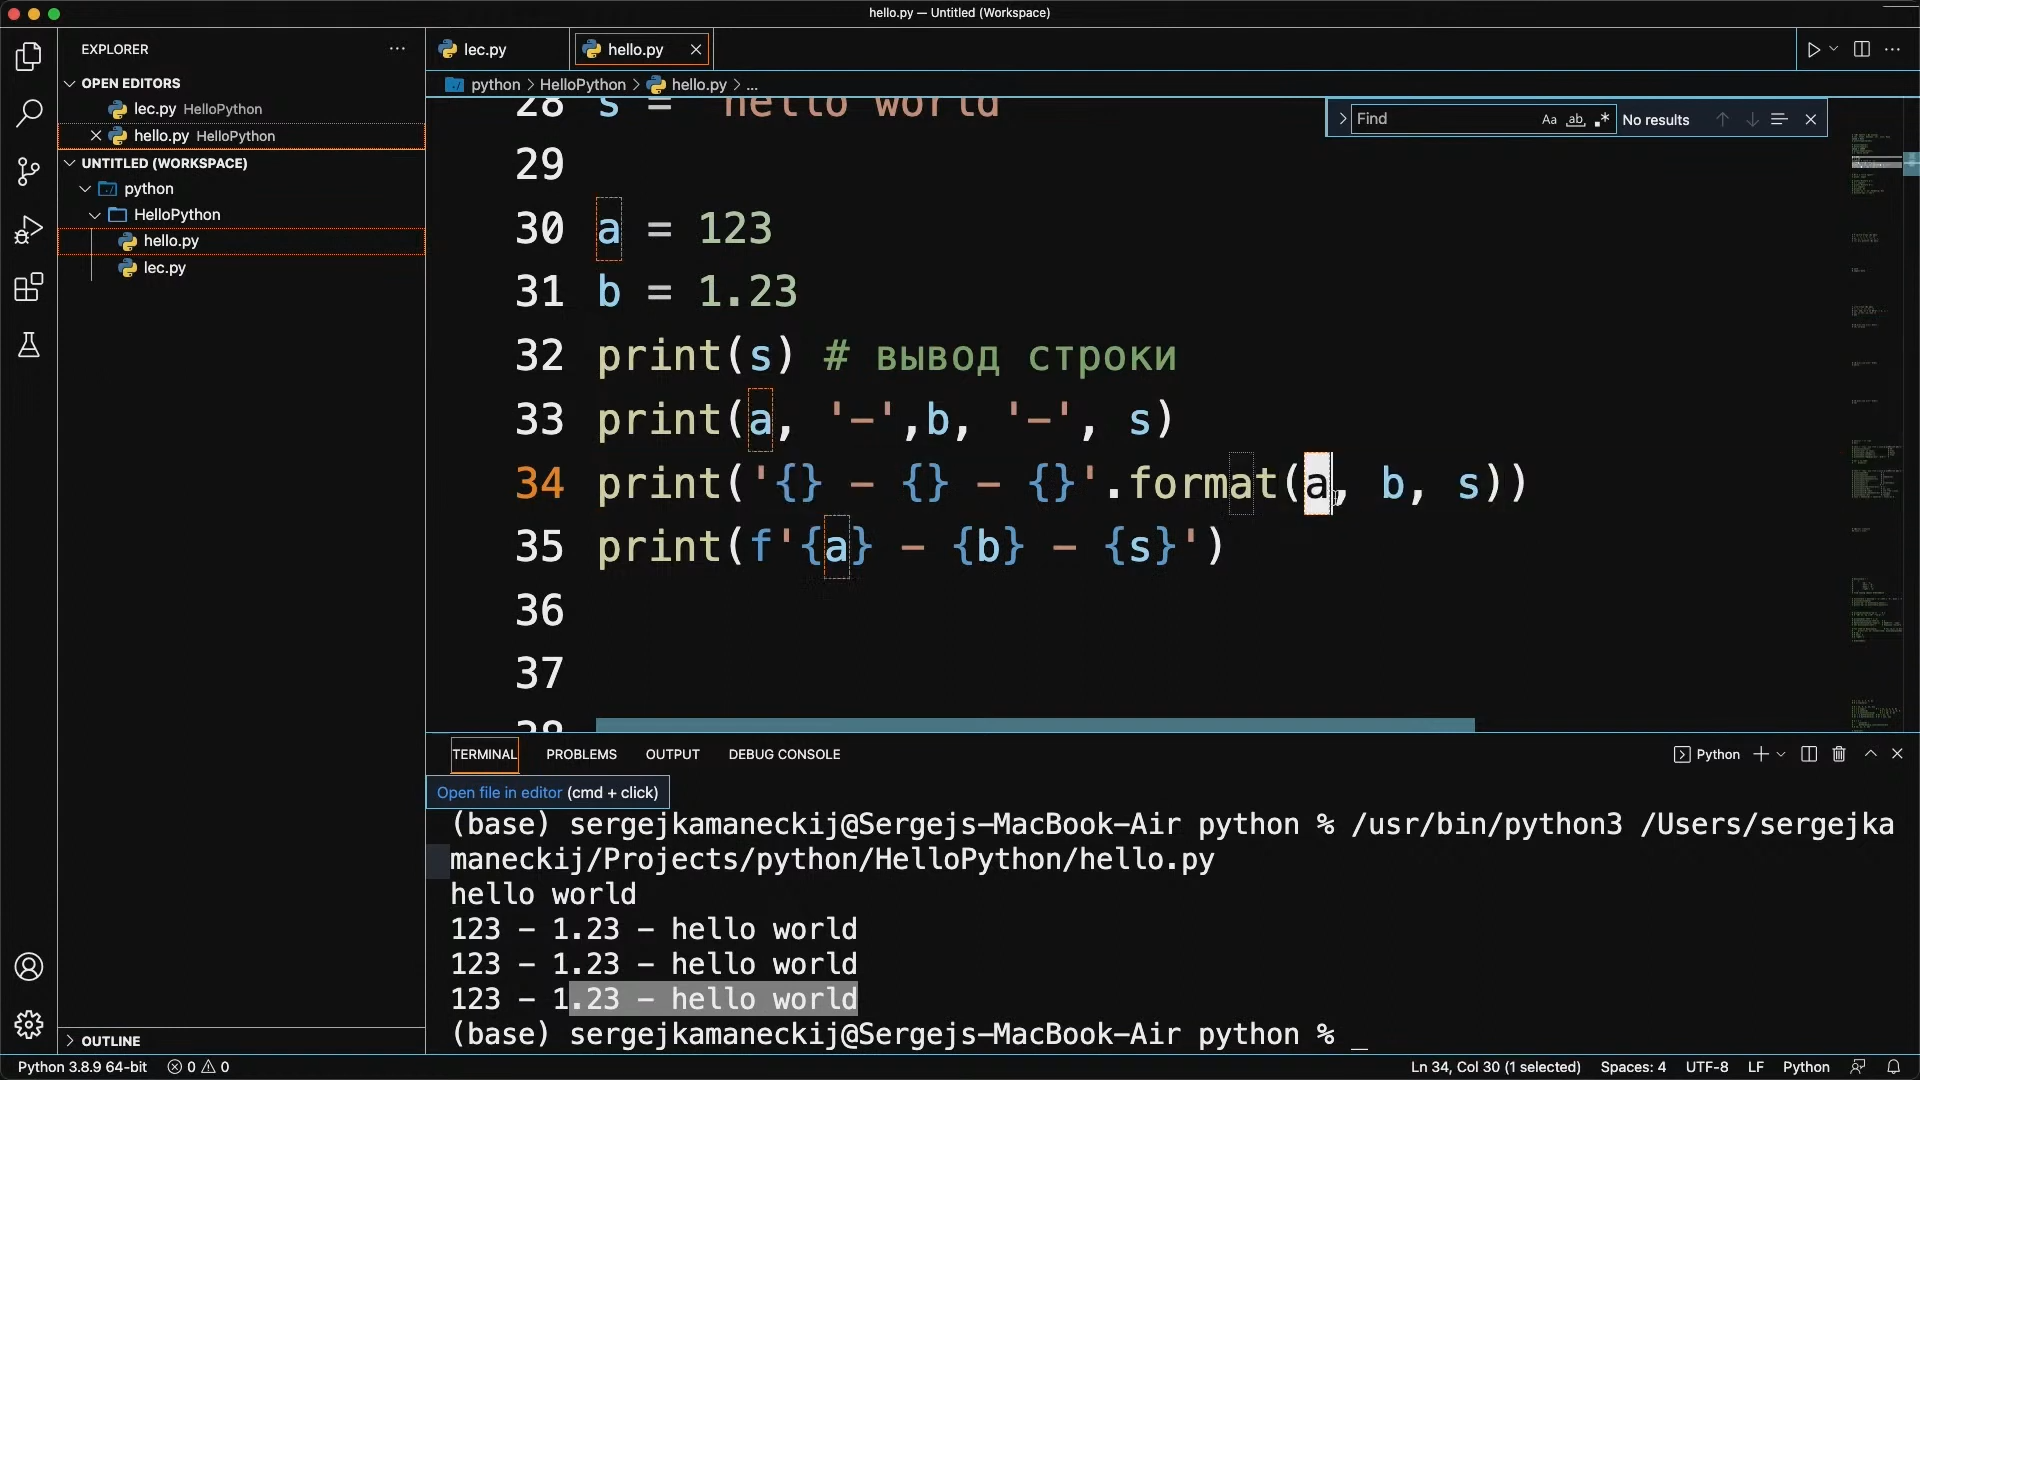 hello.py — Untitled (Workspace)
EXPLORER
OPEN EDITORS
lec.py HelloPython
hello.py HelloPython
UNTITLED (WORKSPACE)
python
HelloPython
hello.py
lec.py
OUTLINE
lec.py
hello.py
python > HelloPython > hello.py > ...
Find
Aa ab .* No results
28 s = 'hello world
29
30 a = 123
31 b = 1.23
32 print(s) # вывод строки
33 print(a, '-',b, '-', s)
34 print('{} - {} - {}'.format(a, b, s))
35 print(f'{a} - {b} - {s}')
36
37
38
TERMINAL PROBLEMS OUTPUT DEBUG CONSOLE
Python
Open file in editor (cmd + click)
(base) sergejkamaneckij@Sergejs-MacBook-Air python % /usr/bin/python3 /Users/sergejka
maneckij/Projects/python/HelloPython/hello.py
hello world
123 - 1.23 - hello world
123 - 1.23 - hello world
123 - 1.23 - hello world
(base) sergejkamaneckij@Sergejs-MacBook-Air python % _
Python 3.8.9 64-bit 0 0 Ln 34, Col 30 (1 selected) Spaces: 4 UTF-8 LF Python